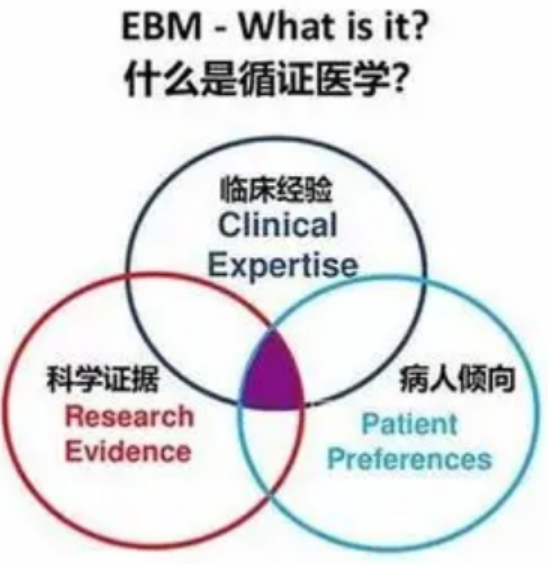 EBM - What is it?
什么是循证医学？
临床经验
Clinical
Expertise
科学证据
Research
Evidence
病人倾向
Patient
Preferences